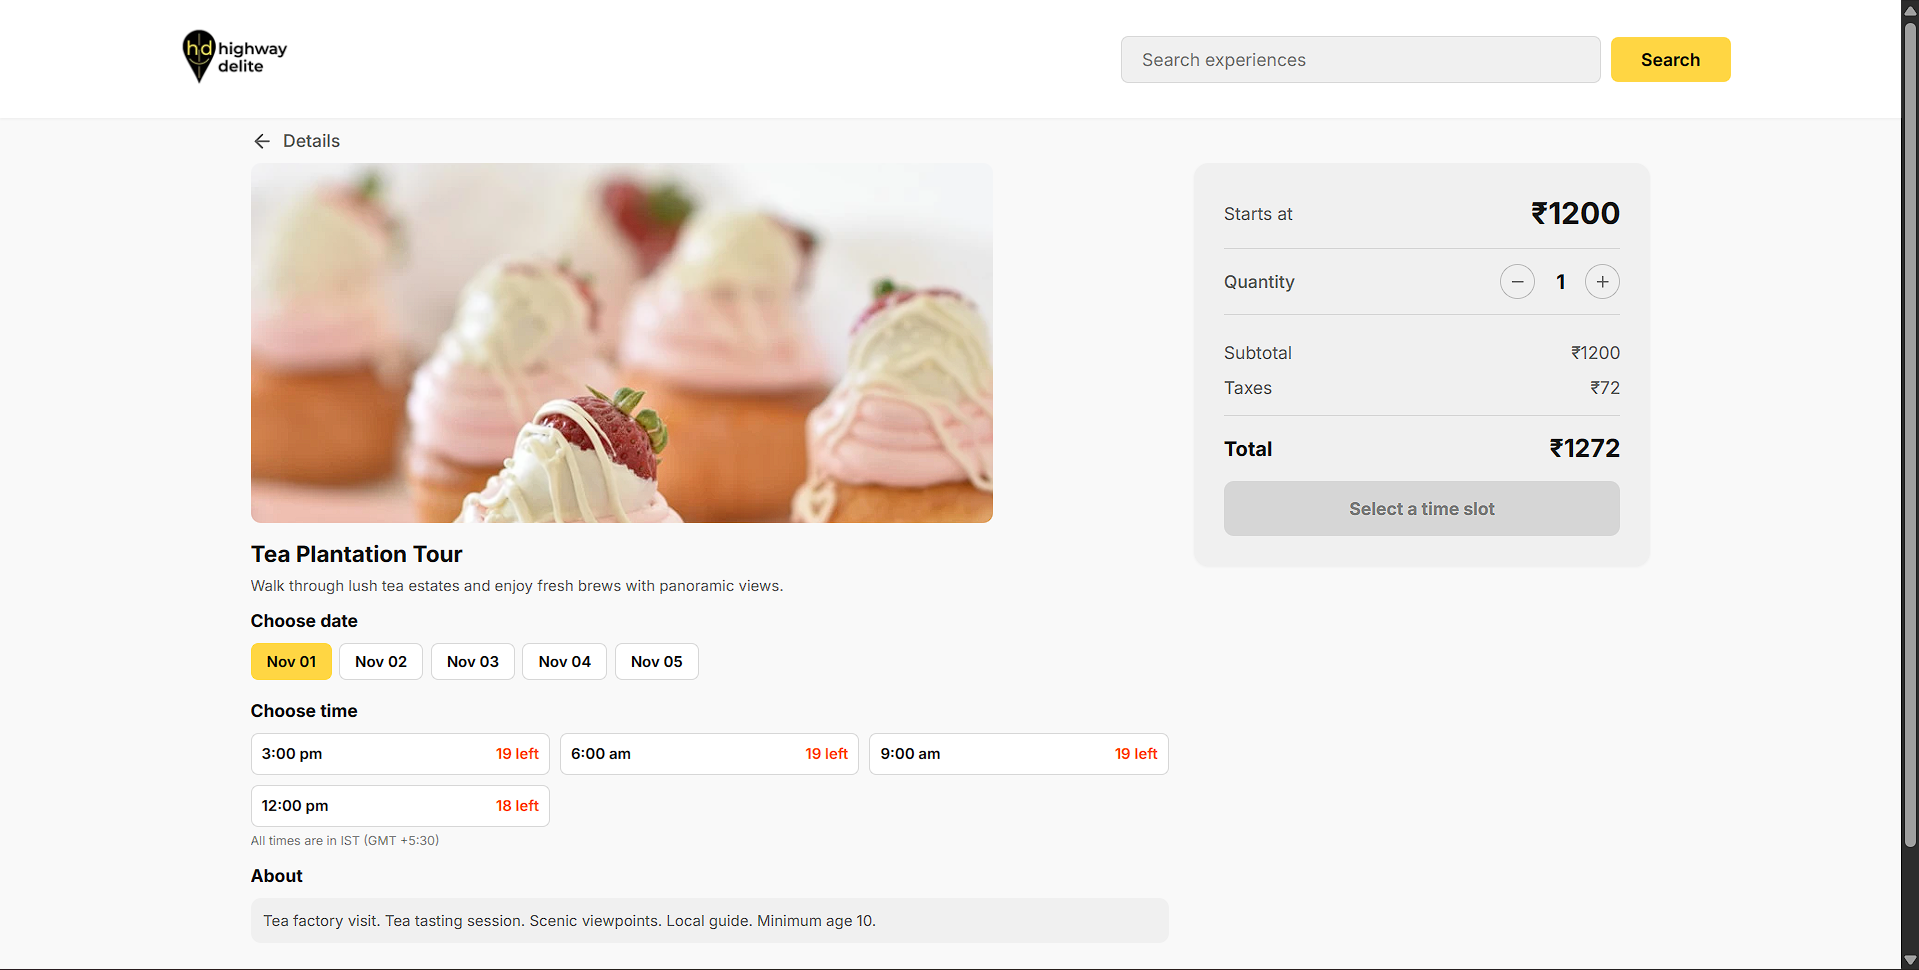 hd highway
delite
Search experiences
Search
Details
Starts at ₹1200
Quantity 1
Subtotal ₹1200
Taxes ₹72
Total ₹1272
Select a time slot
Tea Plantation Tour
Walk through lush tea estates and enjoy fresh brews with panoramic views.
Choose date
Nov 01 Nov 02 Nov 03 Nov 04 Nov 05
Choose time
3:00 pm 19 left 6:00 am 19 left 9:00 am 19 left
12:00 pm 18 left
All times are in IST (GMT +5:30)
About
Tea factory visit. Tea tasting session. Scenic viewpoints. Local guide. Minimum age 10.